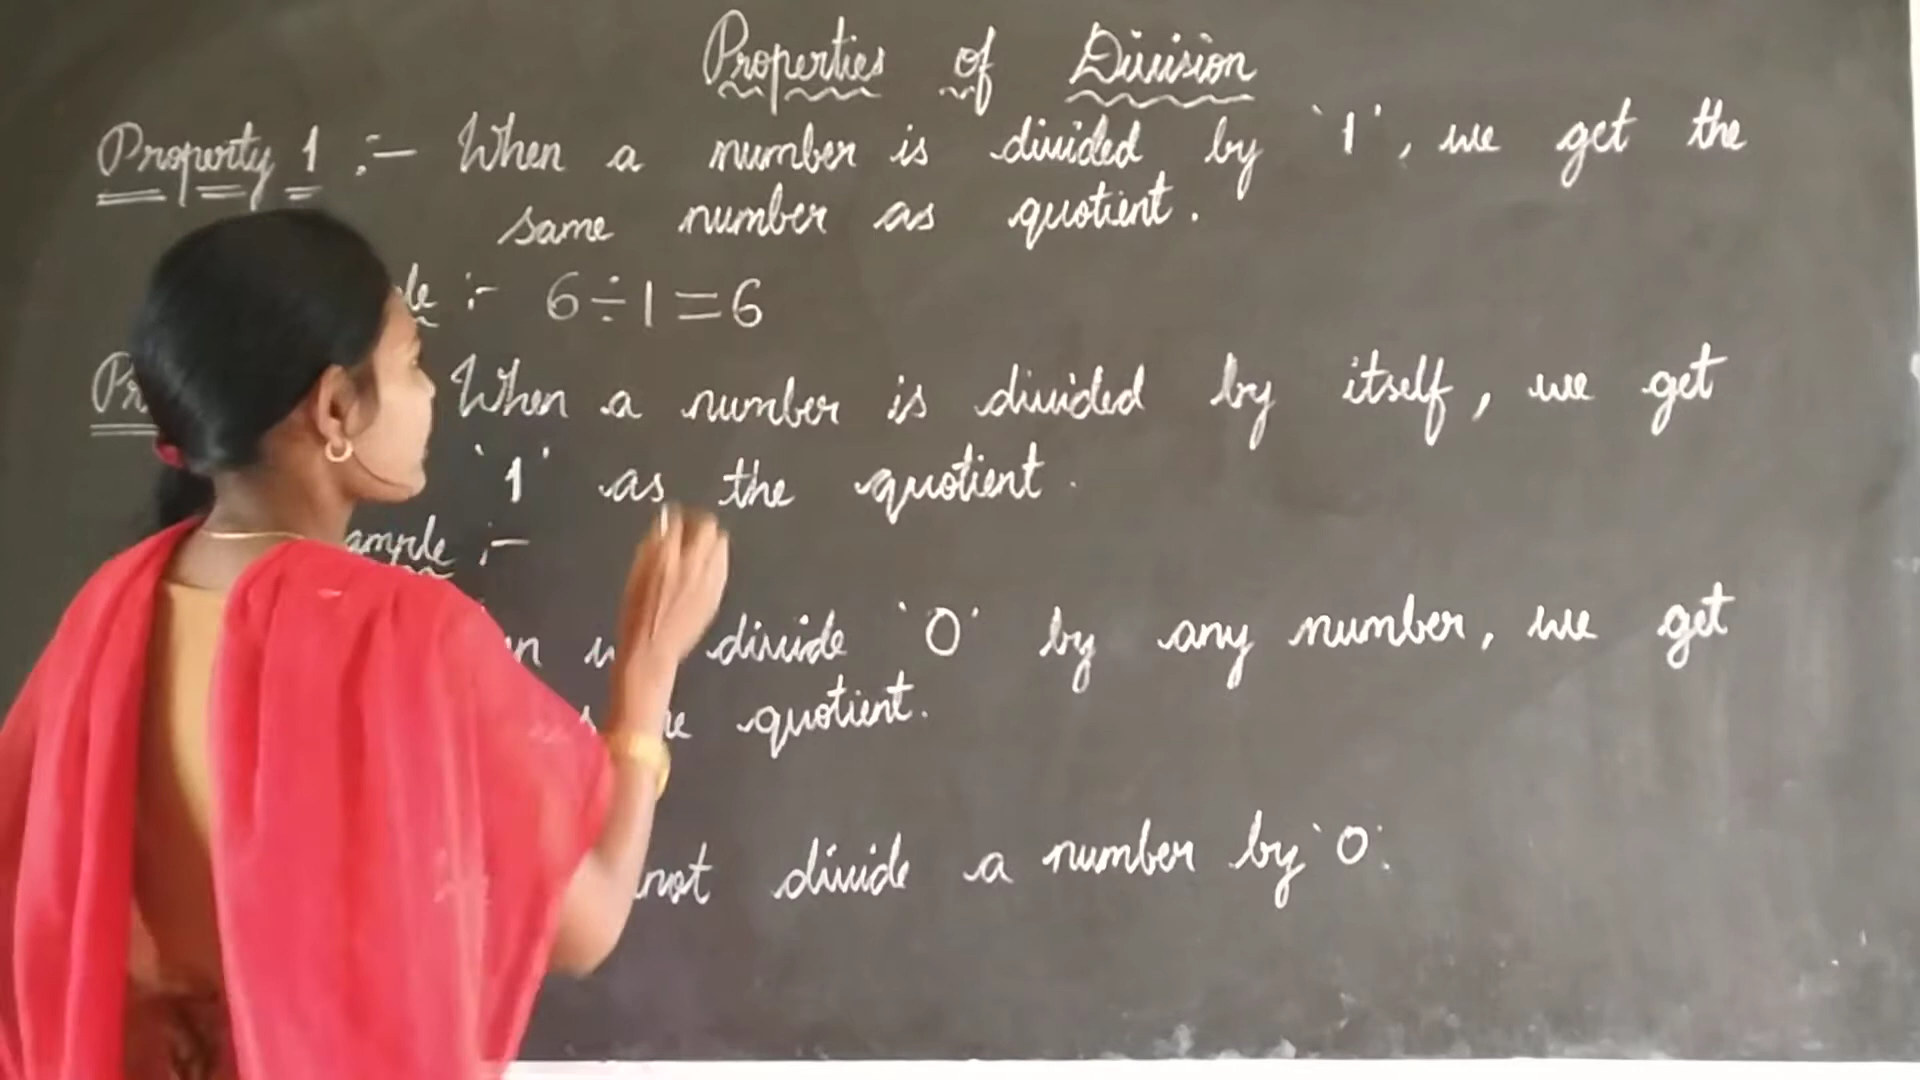 Properties of Division
Property 1 :- When a number is divided by '1', we get the
same number as quotient.
:- 6÷1=6
When a number is divided by itself, we get
'1' as the quotient.
ample :-
divide '0' by any number, we get
quotient.
not divide a number by '0'.